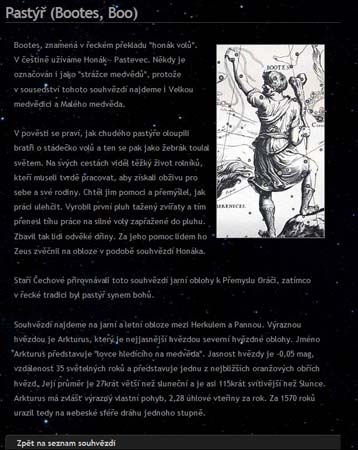 Pastýř (Bootes, Boo)
Bootes, znamená v řeckém překladu "honák volů".
V češtině užíváme Honák - Pastevec. Někdy je
označován i jako "strážce medvědů", protože
v sousedství tohoto souhvězdí najdeme i Velkou
medvědici a Malého medvěda.
BOOTES
V pověsti se praví, jak chudého pastýře oloupili
bratři o stádečko volů a ten se pak jako žebrák toulal
světem. Na svých cestách viděl těžký život rolníků,
kteří museli tvrdě pracovat, aby získali obživu pro
sebe a své rodiny. Chtěl jim pomoci a přemýšlel, jak
práci ulehčit. Vyrobil první pluh tažený zvířaty a tím
přenesl tíhu práce na silné voly zapražené do pluhu.
Zbavil tak lidi odvěké dřiny. Za jeho pomoc lidem ho
Zeus zvěčnil na obloze v podobě souhvězdí Honáka.
BERENICES
Staří Čechové přirovnávali toto souhvězdí jarní oblohy k Přemyslu Oráči, zatímco
v řecké tradici byl pastýř synem bohů.
Souhvězdí najdeme na jarní a letní obloze mezi Herkulem a Pannou. Výraznou
hvězdou je Arkturus, který je nejjasnější hvězdou severní hvězdné oblohy. Jméno
Arkturus představuje "lovce hledícího na medvěda". Jasnost hvězdy je -0,05 mag,
vzdálenost 35 světelných roků a představuje jednu z nejbližších oranžových obřích
hvězd. Její průměr je 27krát větší než sluneční a je asi 115krát svítivější než Slunce.
Arkturus má zvlášť výrazný vlastní pohyb, 2,28 úhlové vteřiny za rok. Za 1570 roků
urazil tedy na nebeské sféře dráhu jednoho stupně.
Zpět na seznam souhvězdí